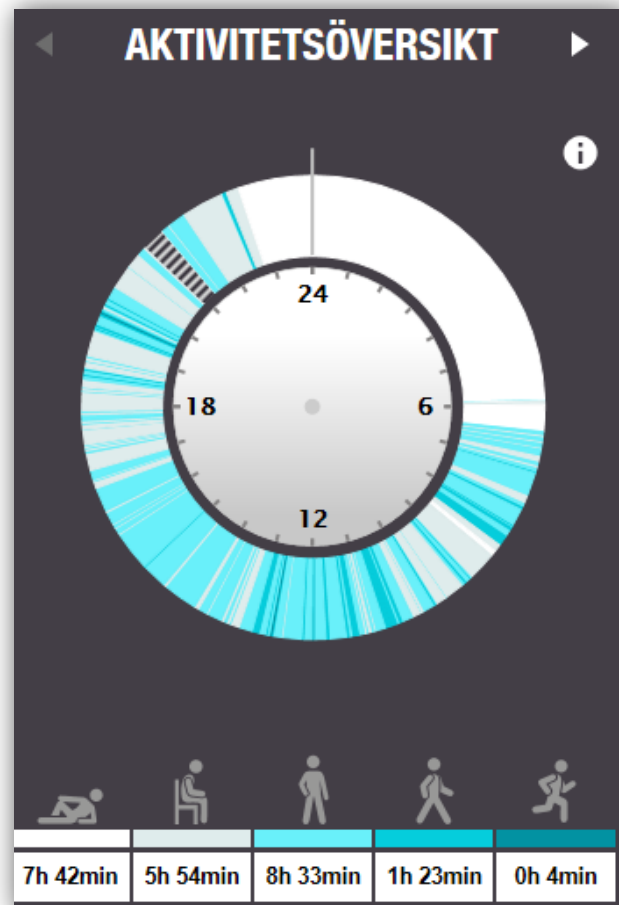 AKTIVITETSÖVERSIKT
i
24
18 6
12
7h 42min 5h 54min 8h 33min 1h 23min 0h 4min